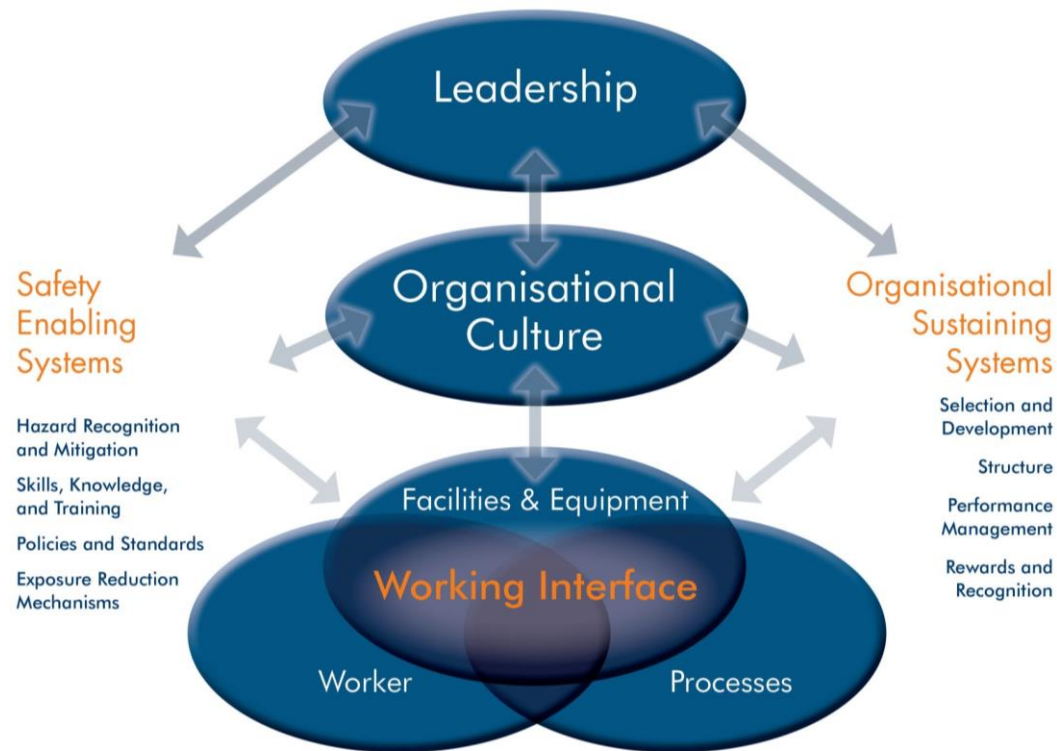 Leadership
Organisational
Culture
Safety
Enabling
Systems
Hazard Recognition
and Mitigation
Skills, Knowledge,
and Training
Policies and Standards
Exposure Reduction
Mechanisms
Organisational
Sustaining
Systems
Selection and
Development
Structure
Performance
Management
Rewards and
Recognition
Facilities & Equipment
Working Interface
Worker
Processes